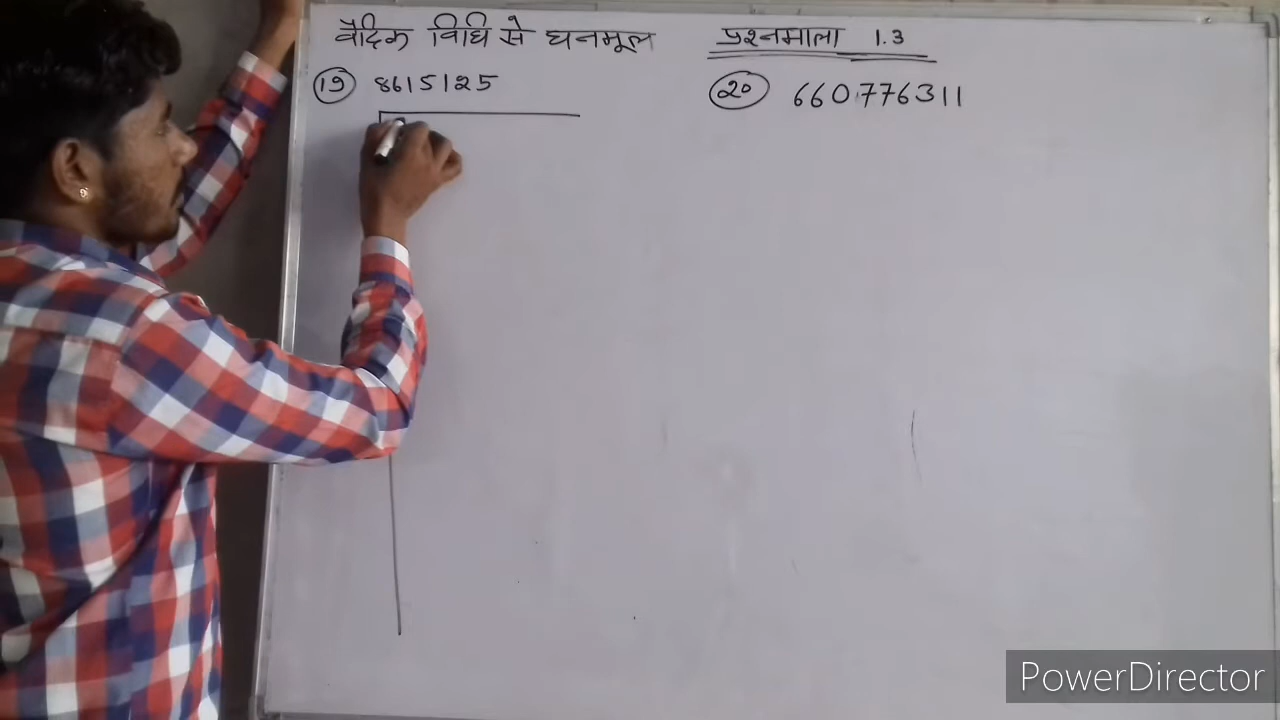 वैदिक विधि से घनमूल
प्रश्नमाला 1.3
19 8615125
20 660776311
PowerDirector